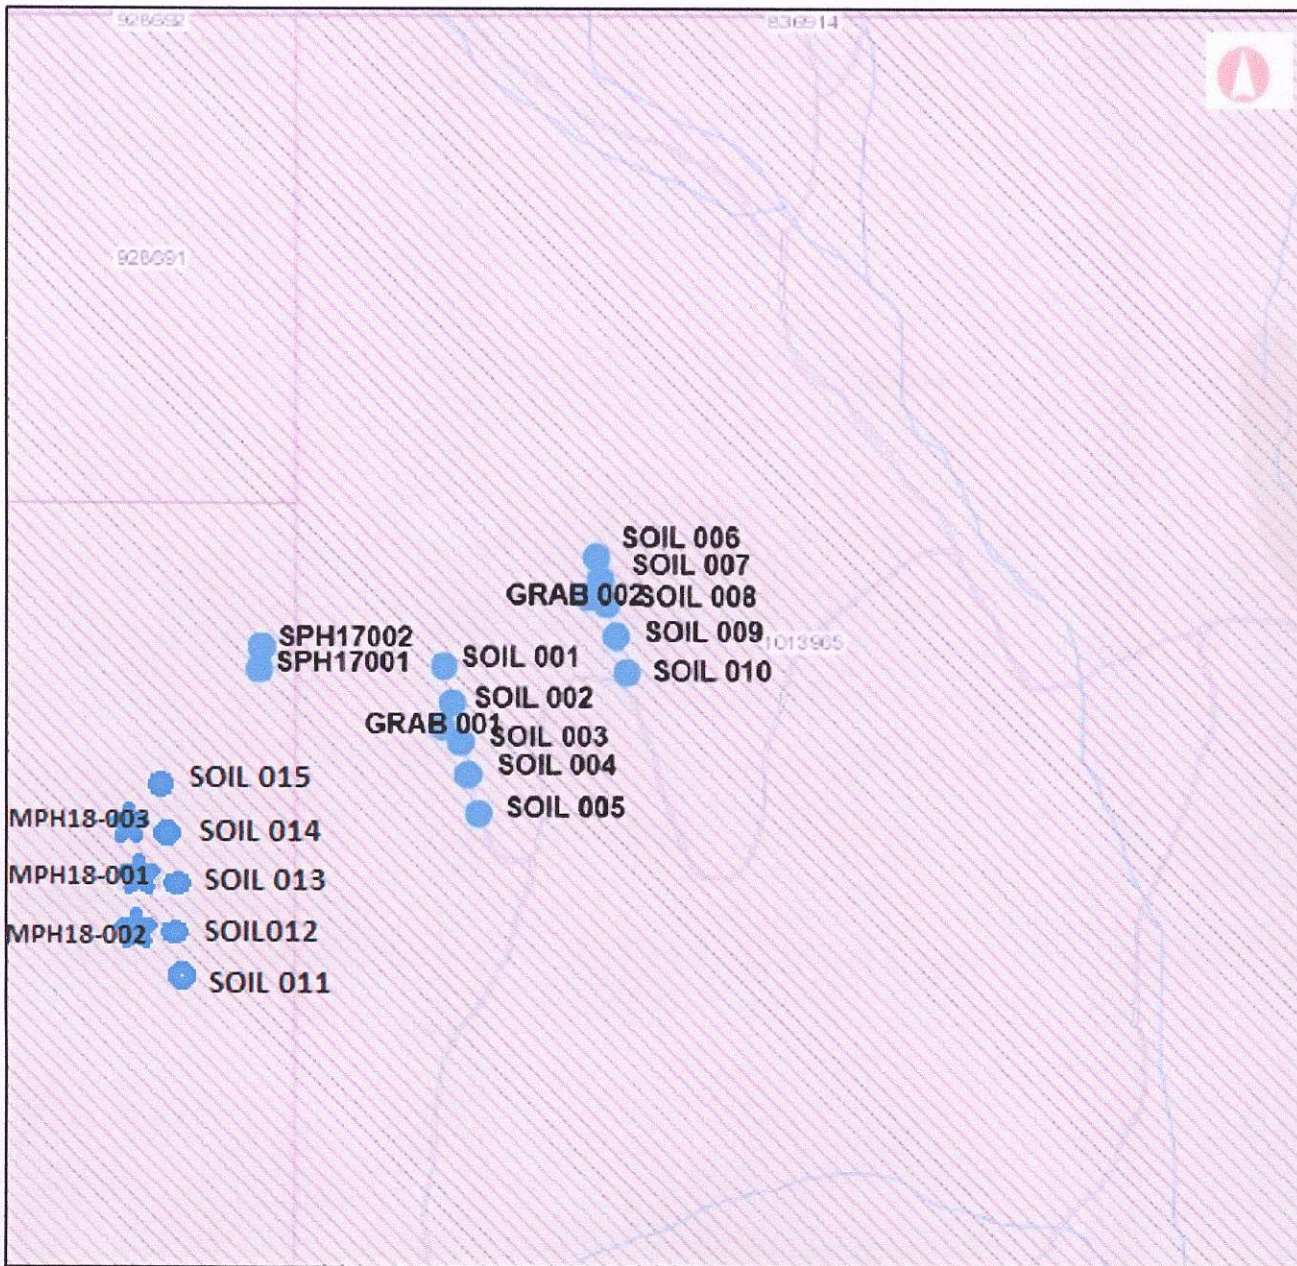 928692
836914
928691
SOIL 006
SOIL 007
GRAB 002
SOIL 008
SOIL 009
1013965
SPH17002
SPH17001
SOIL 001
SOIL 010
SOIL 002
GRAB 001
SOIL 003
SOIL 004
SOIL 015
SOIL 005
MPH18-003
SOIL 014
MPH18-001
SOIL 013
MPH18-002
SOIL012
SOIL 011